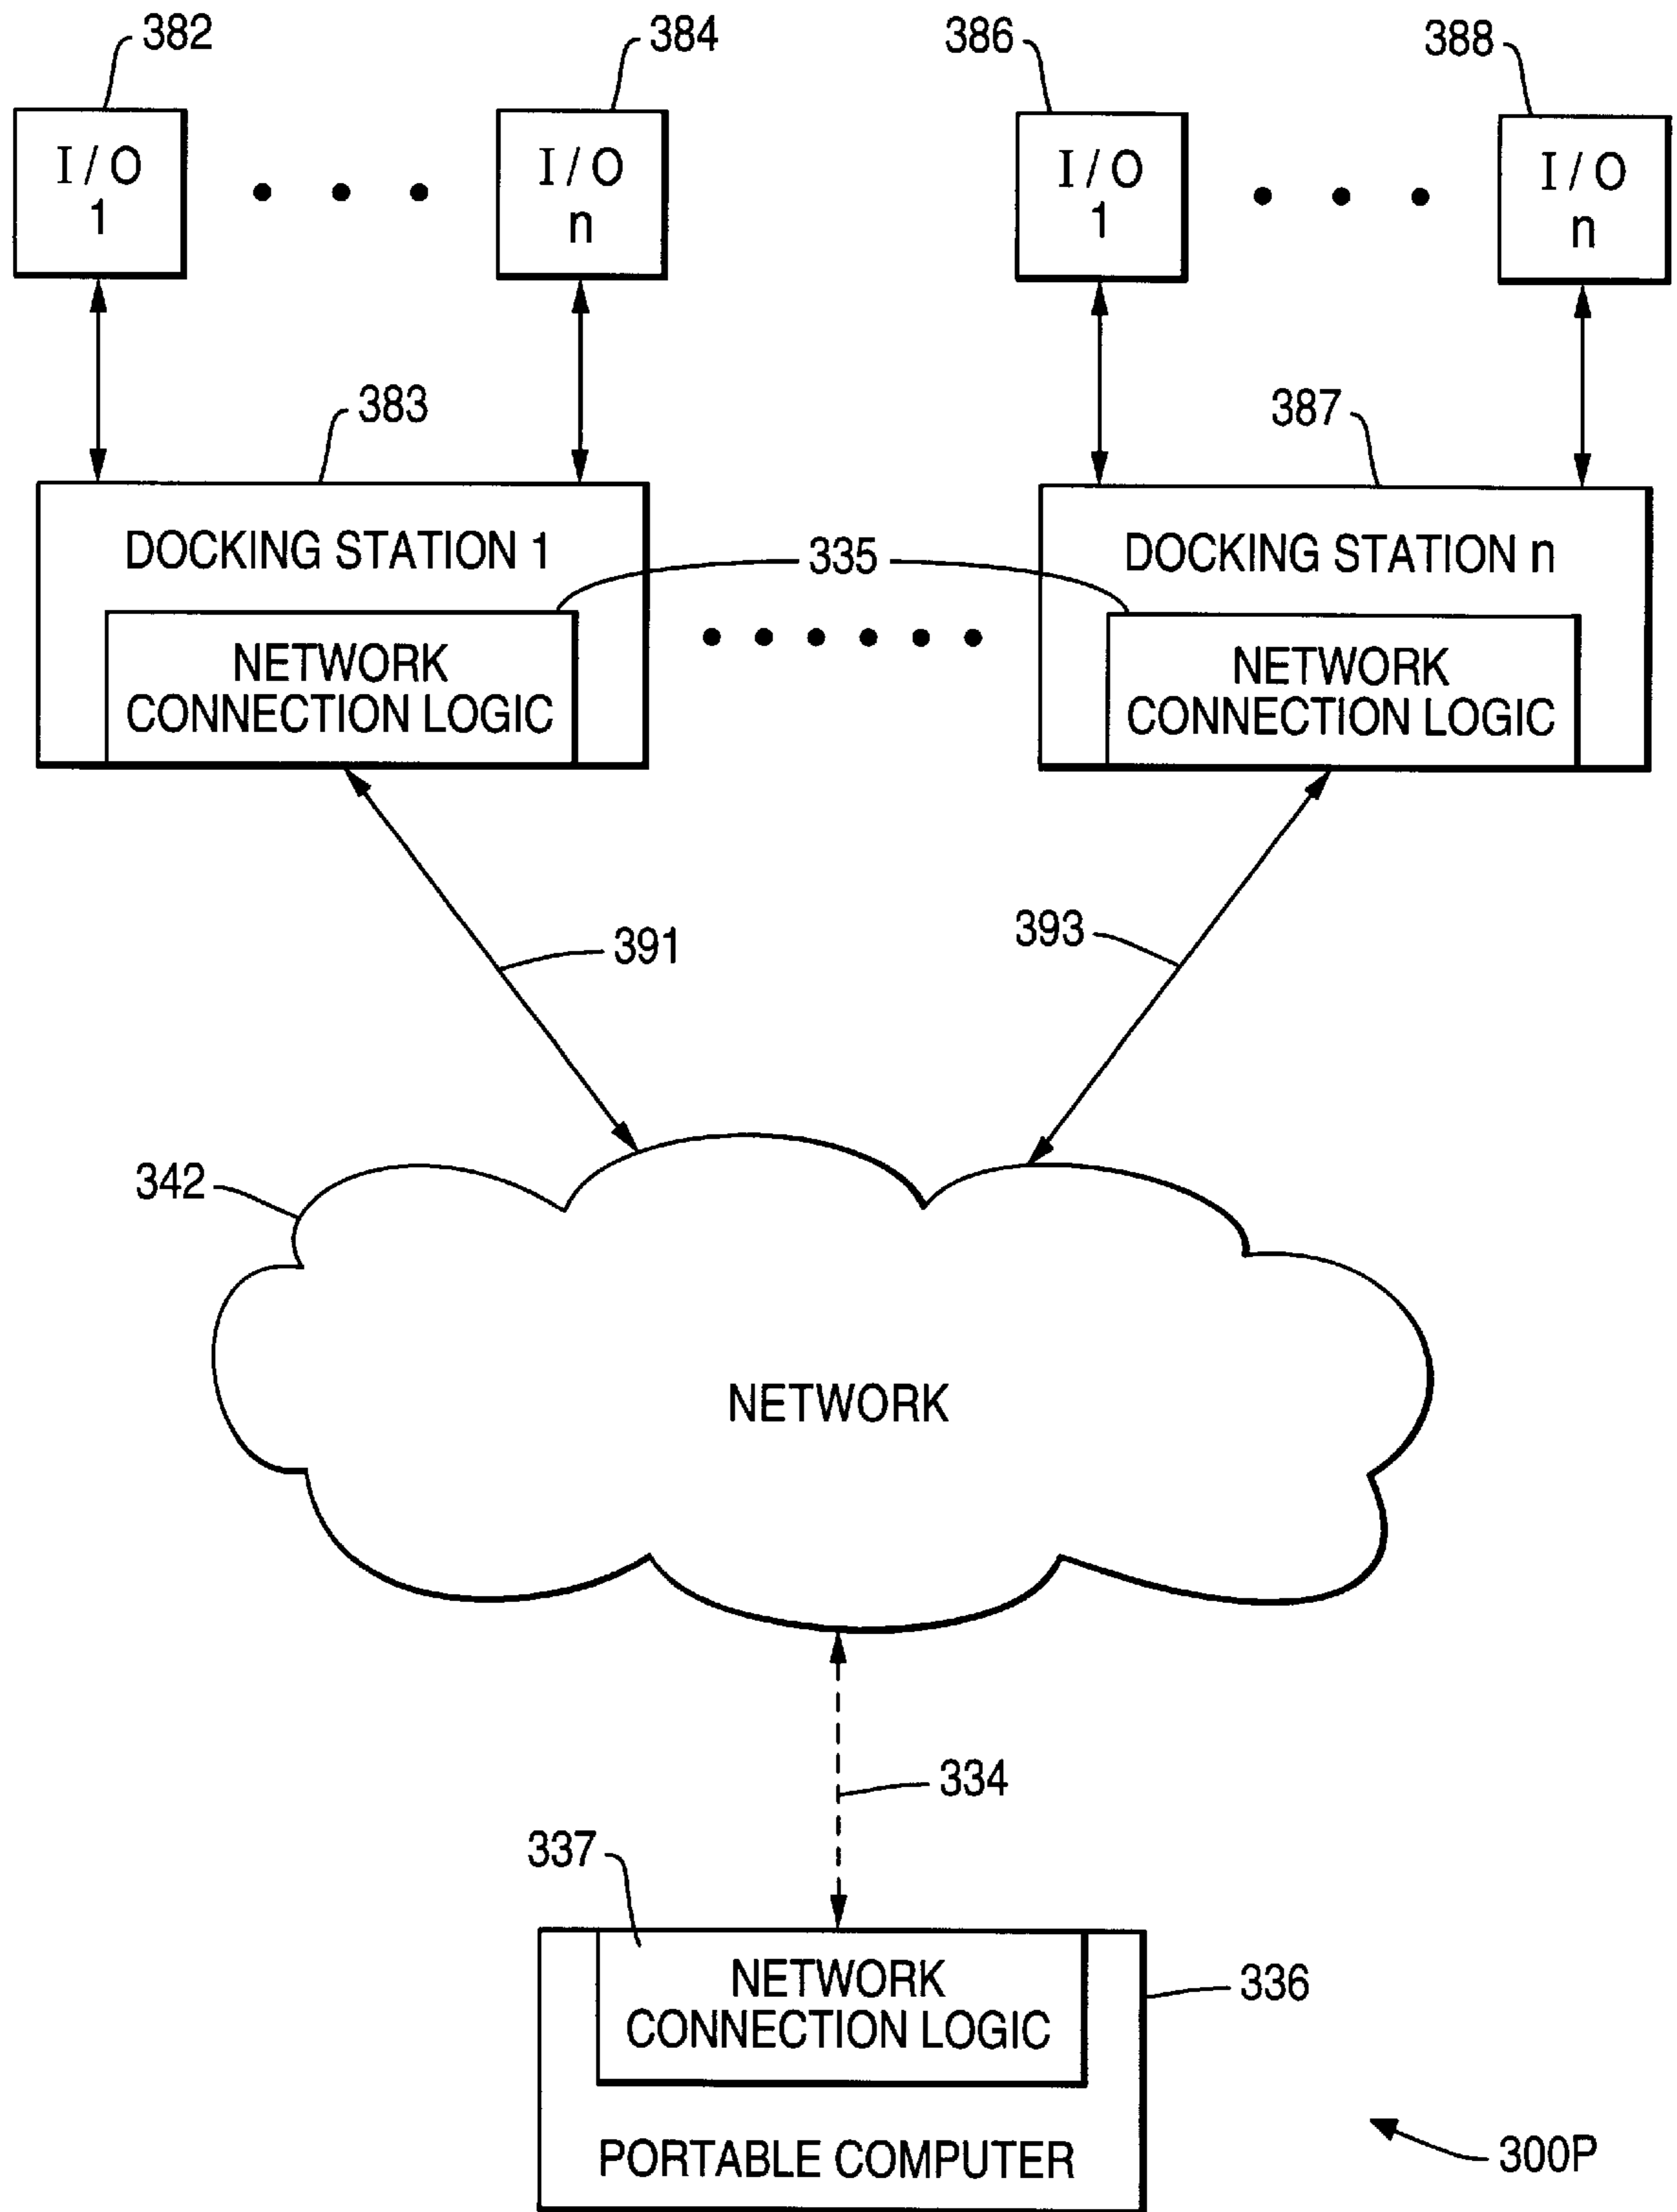 382
384
386
388
I/O
1
I/O
n
I/O
1
I/O
n
383
387
DOCKING STATION 1
335
DOCKING STATION n
NETWORK
CONNECTION LOGIC
NETWORK
CONNECTION LOGIC
391
393
342
NETWORK
334
337
NETWORK
CONNECTION LOGIC
336
PORTABLE COMPUTER
300P